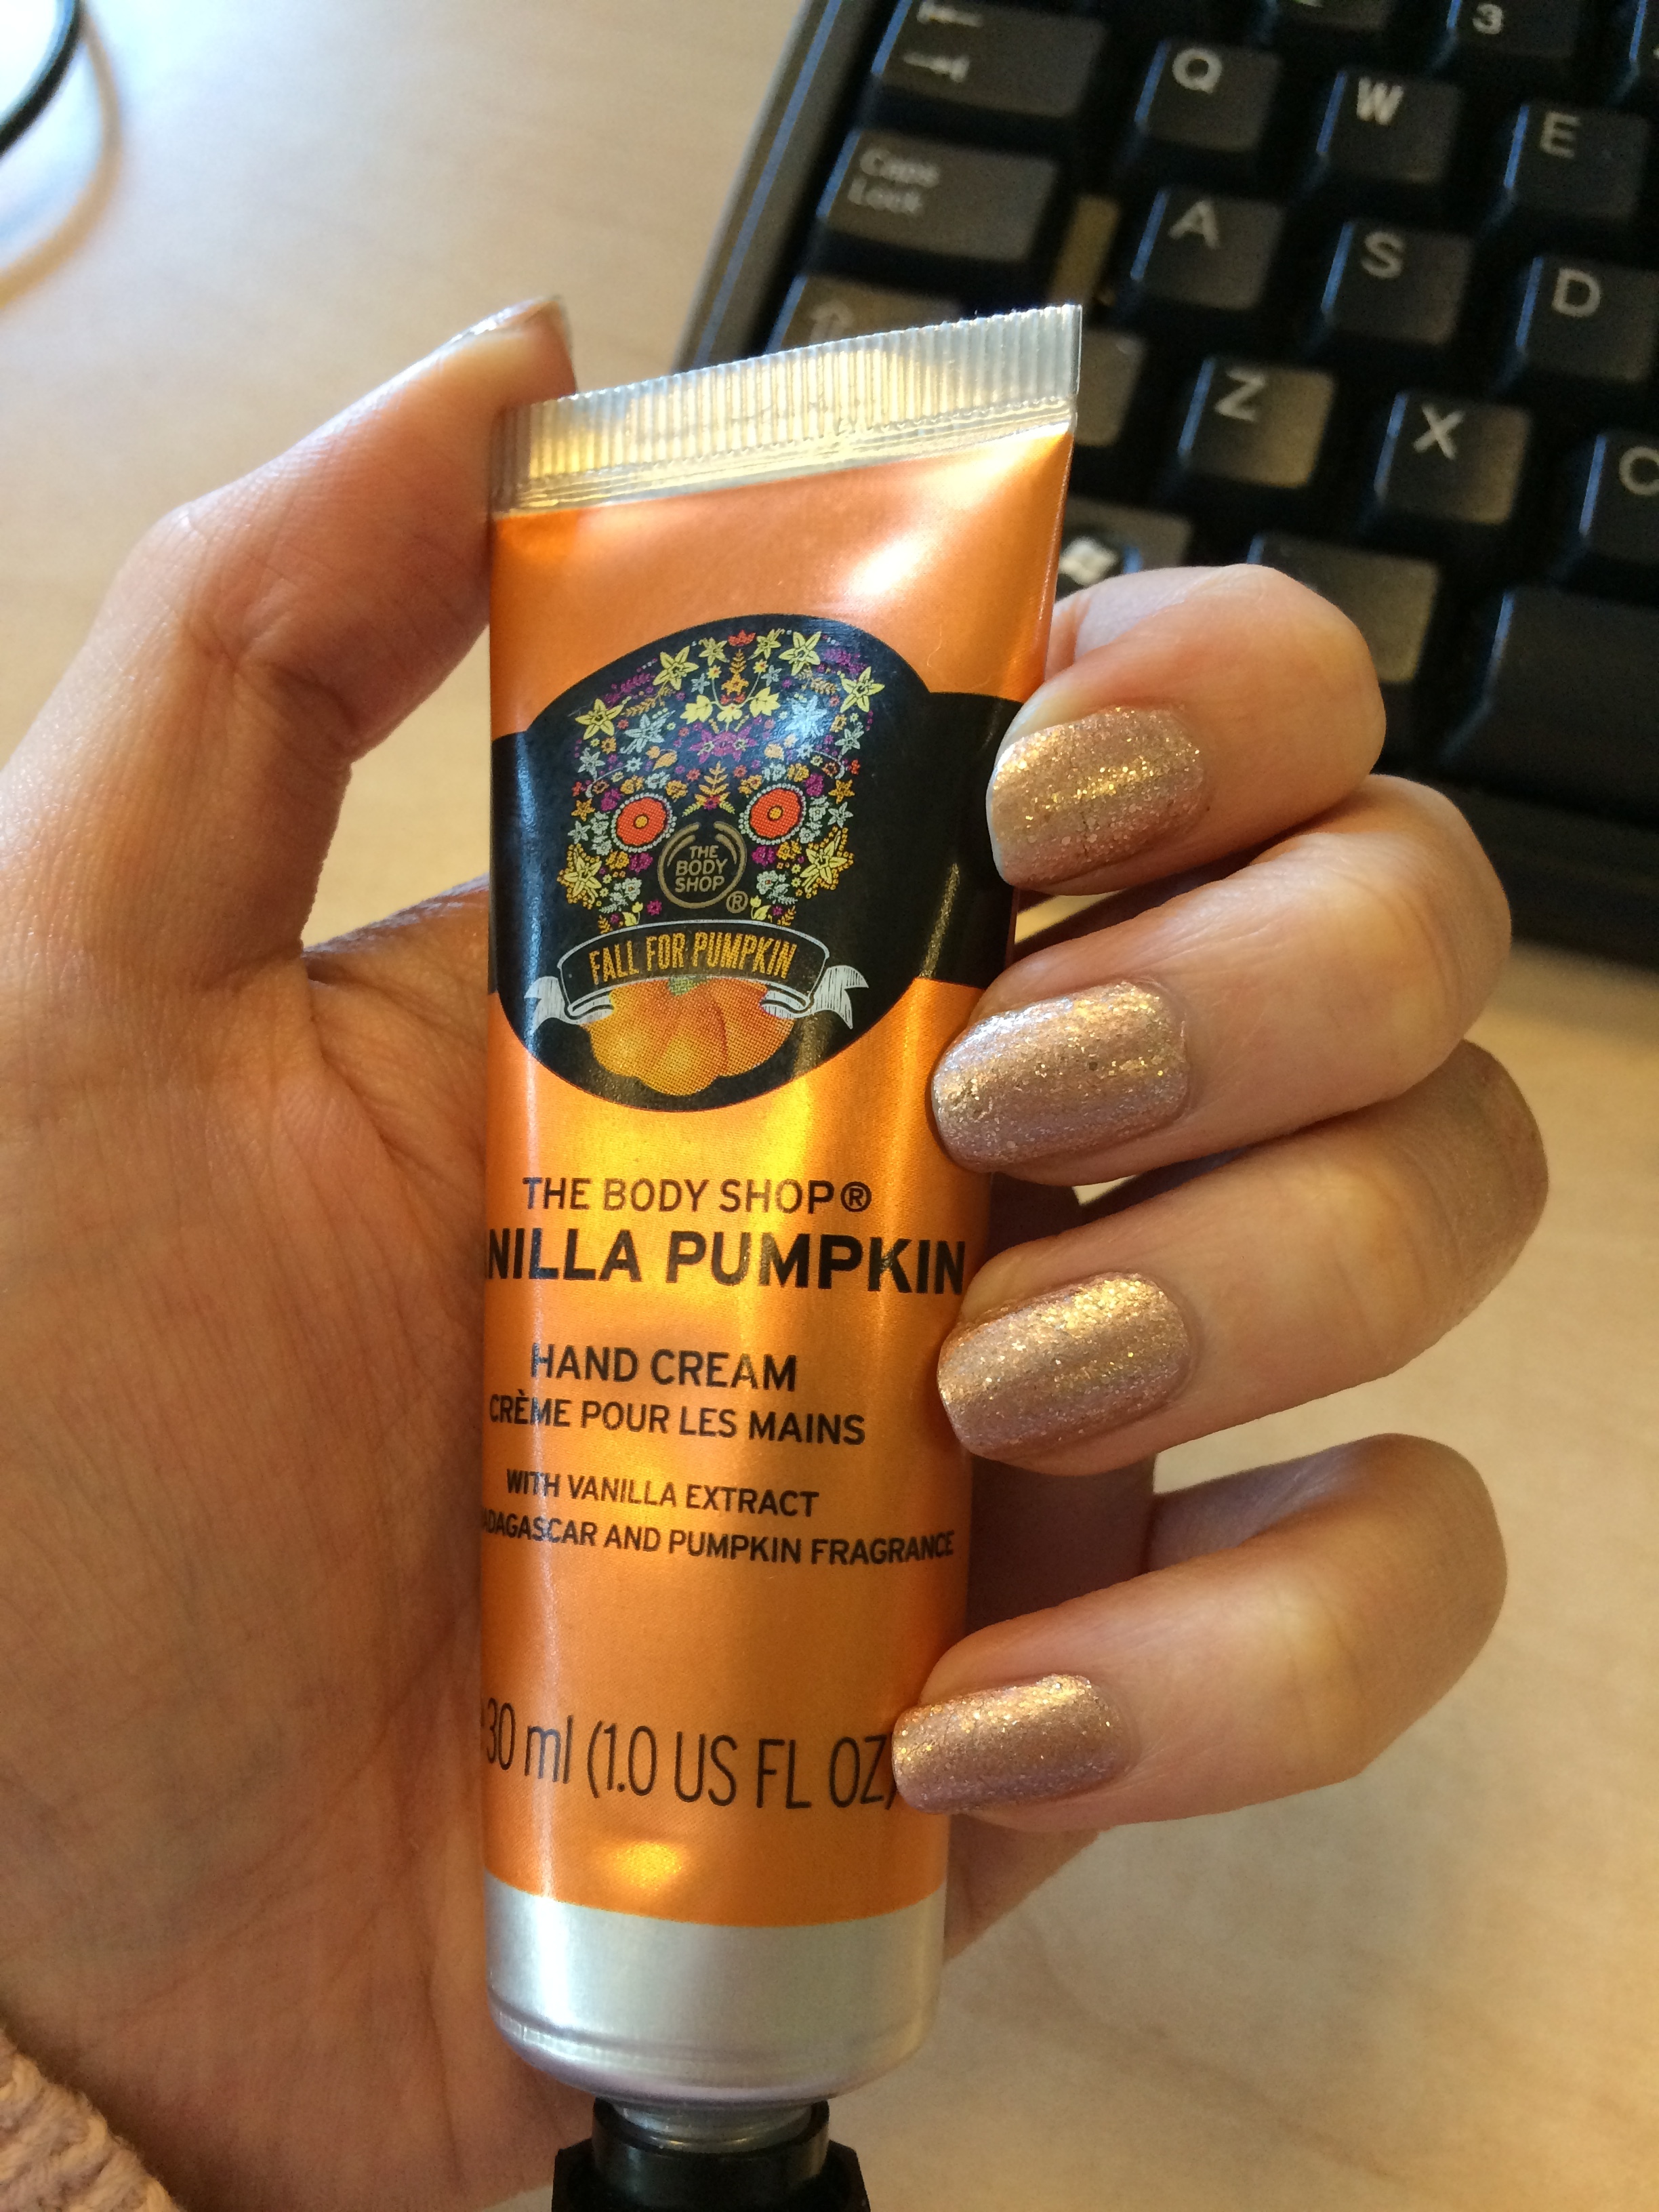 3
Q
W
E
Caps
Lock
A
S
D
Z
X
C
THE
BODY
SHOP
®
FALL FOR PUMPKIN
THE BODY SHOP®
NILLA PUMPKIN
HAND CREAM
CRÈME POUR LES MAINS
WITH VANILLA EXTRACT
DAGASCAR AND PUMPKIN FRAGRANCE
30 ml (1.0 US FL OZ)